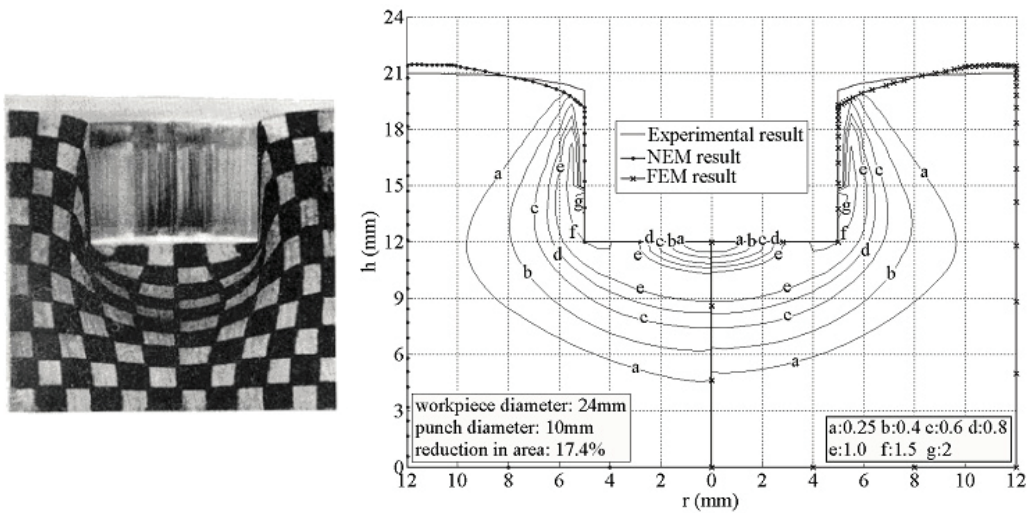 h (mm)
21
18
15
12
9
6
3
0
Experimental result
NEM result
FEM result
a
a
e
e
c
c
g
g
f
f
d c b a
a b c d
e
e
d
d
b
b
e
e
c
c
a
a
workpiece diameter: 24mm
punch diameter: 10mm
reduction in area: 17.4%
a:0.25 b:0.4 c:0.6 d:0.8
e:1.0 f:1.5 g:2
12 10 8 6 4 2 0 2 4 6 8 10 12
r (mm)